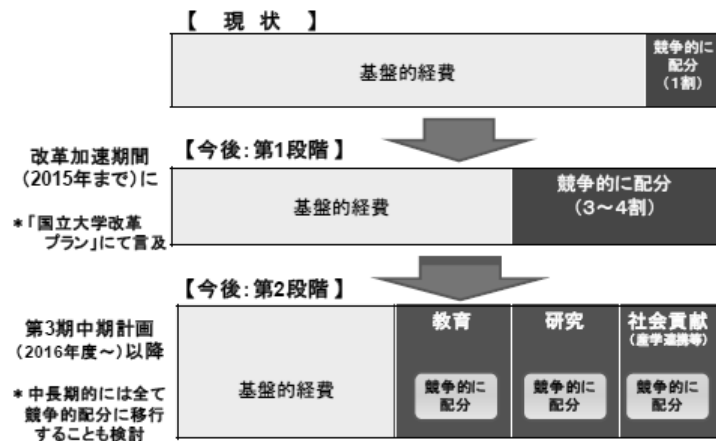 【 現 状 】
基盤的経費
競争的に
配分
(1割)
改革加速期間
(2015年まで)に
*「国立大学改革
プラン」にて言及
【今後:第1段階】
基盤的経費
競争的に配分
(3～4割)
【今後:第2段階】
第3期中期計画
(2016年度～)以降
*中長期的には全て
競争的配分に移行
することも検討
基盤的経費
教育
競争的に
配分
研究
競争的に
配分
社会貢献
(産学連携等)
競争的に
配分